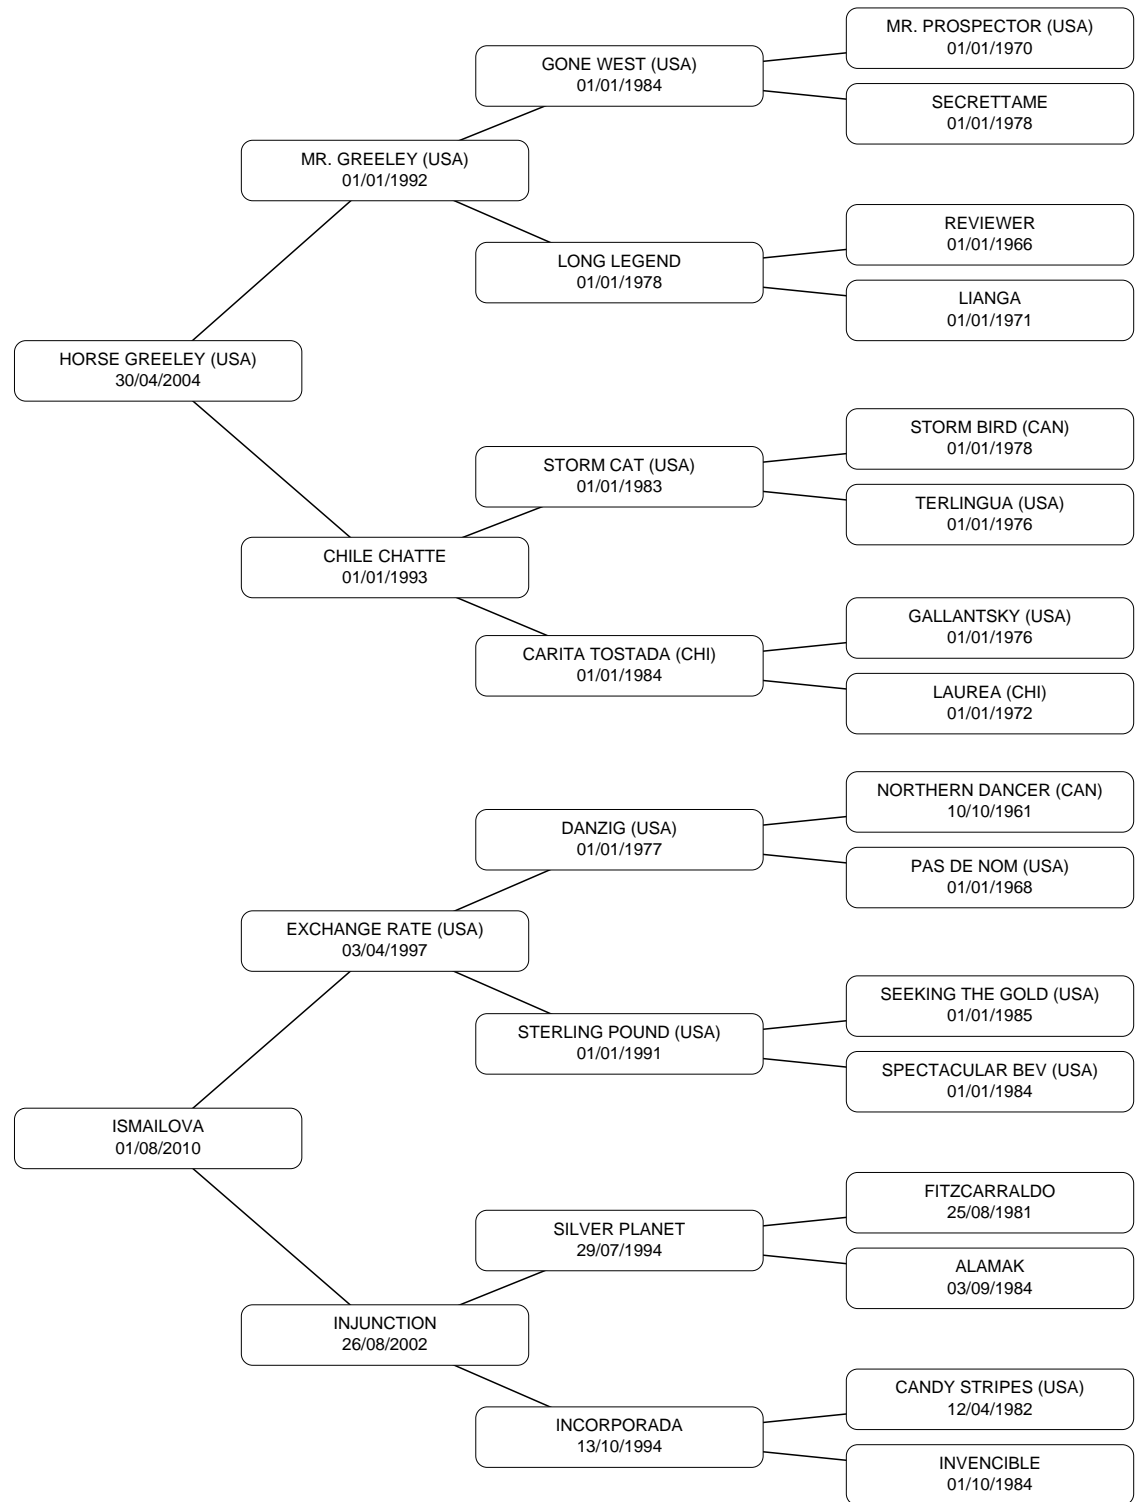 MR. PROSPECTOR (USA)
01/01/1970
GONE WEST (USA)
01/01/1984
SECRETTAME
01/01/1978
MR. GREELEY (USA)
01/01/1992
REVIEWER
01/01/1966
LONG LEGEND
01/01/1978
LIANGA
01/01/1971
HORSE GREELEY (USA)
30/04/2004
STORM BIRD (CAN)
01/01/1978
STORM CAT (USA)
01/01/1983
TERLINGUA (USA)
01/01/1976
CHILE CHATTE
01/01/1993
GALLANTSKY (USA)
01/01/1976
CARITA TOSTADA (CHI)
01/01/1984
LAUREA (CHI)
01/01/1972
NORTHERN DANCER (CAN)
10/10/1961
DANZIG (USA)
01/01/1977
PAS DE NOM (USA)
01/01/1968
EXCHANGE RATE (USA)
03/04/1997
SEEKING THE GOLD (USA)
01/01/1985
STERLING POUND (USA)
01/01/1991
SPECTACULAR BEV (USA)
01/01/1984
ISMAILOVA
01/08/2010
FITZCARRALDO
25/08/1981
SILVER PLANET
29/07/1994
ALAMAK
03/09/1984
INJUNCTION
26/08/2002
CANDY STRIPES (USA)
12/04/1982
INCORPORADA
13/10/1994
INVENCIBLE
01/10/1984